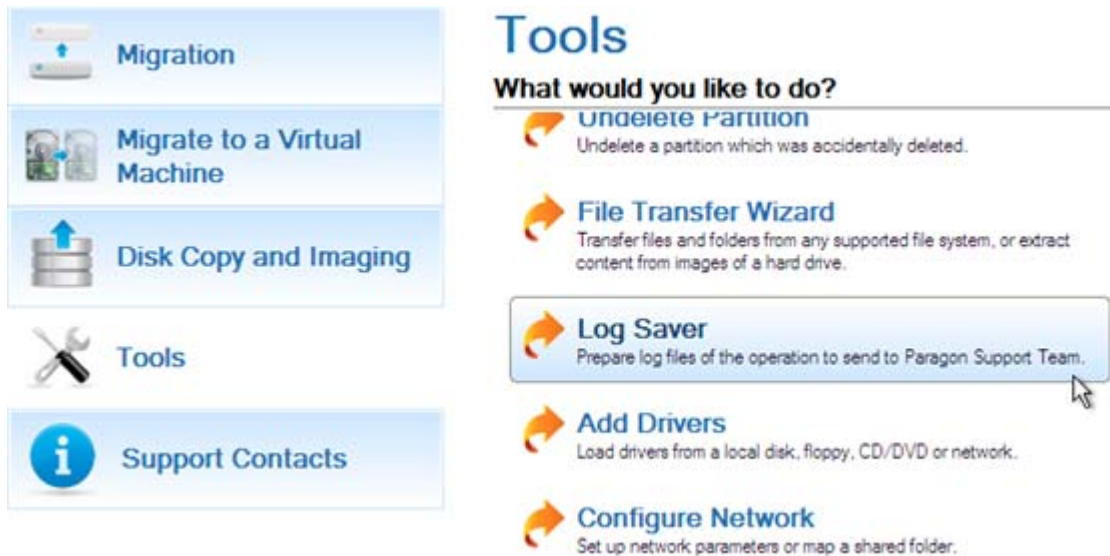 Migration
Migrate to a Virtual
Machine
Disk Copy and Imaging
Tools
Support Contacts
Tools
What would you like to do?
Undelete Partition
Undelete a partition which was accidentally deleted.
File Transfer Wizard
Transfer files and folders from any supported file system, or extract
content from images of a hard drive.
Log Saver
Prepare log files of the operation to send to Paragon Support Team.
Add Drivers
Load drivers from a local disk, floppy, CD/DVD or network.
Configure Network
Set up network parameters or map a shared folder.